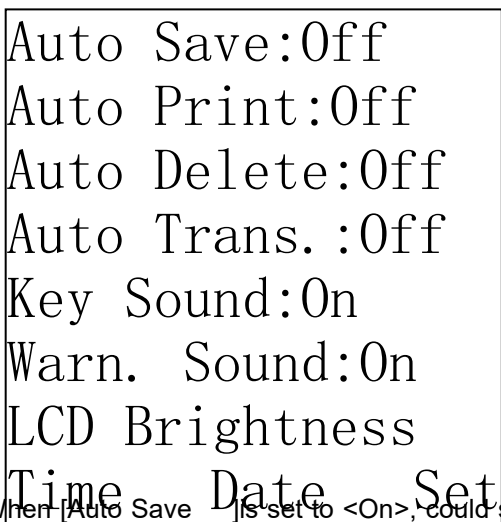 Auto Save:Off
Auto Print:Off
Auto Delete:Off
Auto Trans.:Off
Key Sound:On
Warn. Sound:On
LCD Brightness
Time Date Set
[Auto Save ]is set to <On>, could